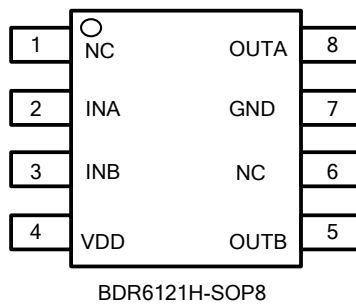 1 NC OUTA 8
2 INA GND 7
3 INB NC 6
4 VDD OUTB 5
BDR6121H-SOP8